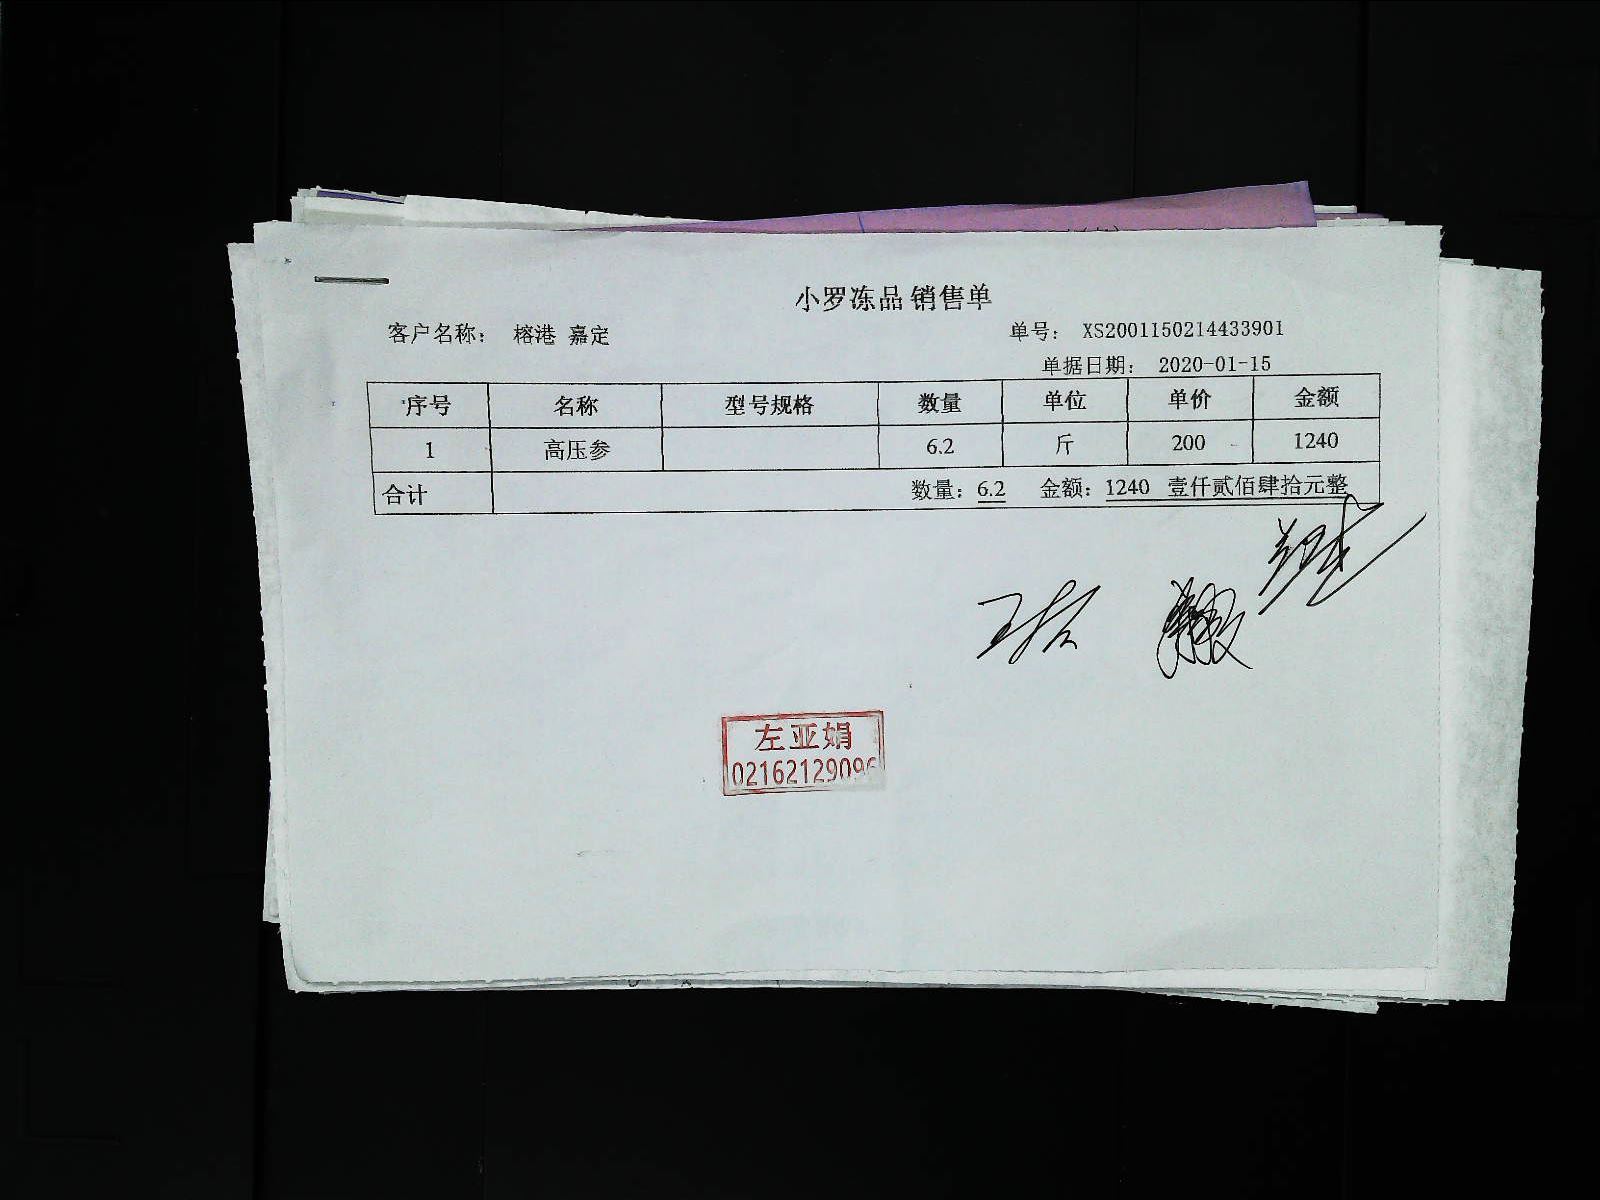 小罗冻品 销售单
客户名称： 榕港 嘉定 单号： XS2001150214433901
单据日期： 2020-01-15
序号 名称 型号规格 数量 单位 单价 金额
1 高压参 6.2 斤 200 1240
合计 数量：6.2 金额：1240 壹仟贰佰肆拾元整
左亚娟
02162129096